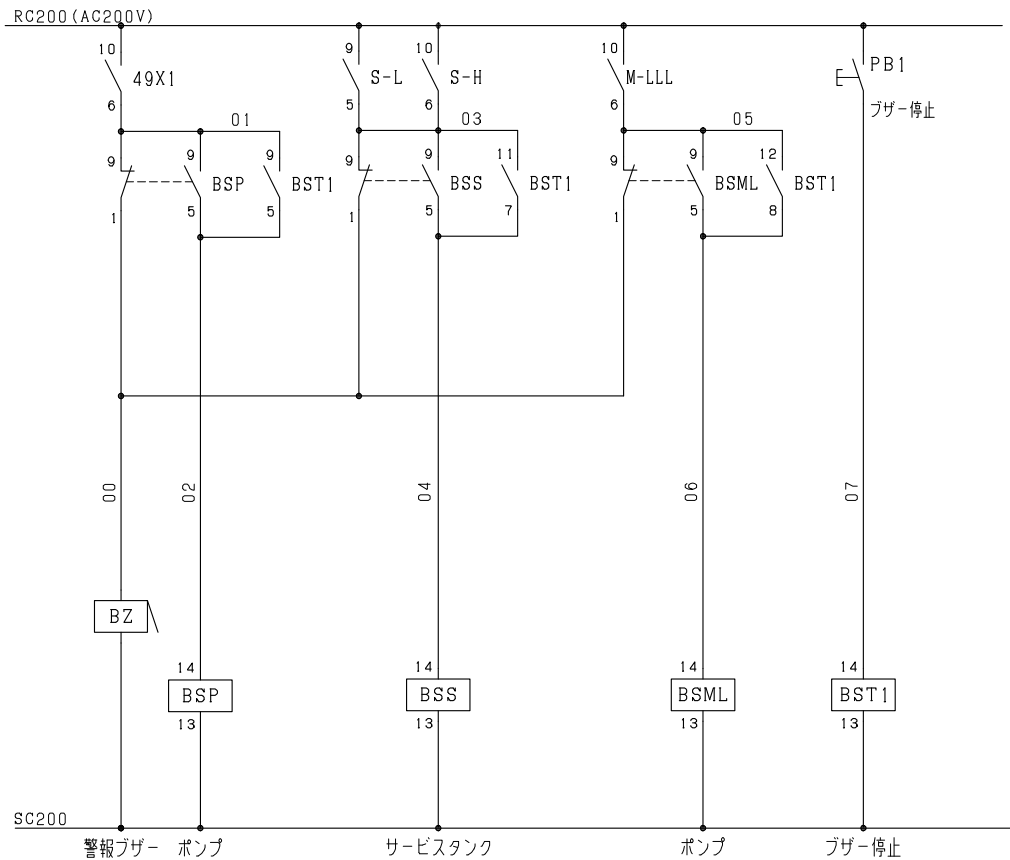 RC200(AC200V)
10 9 10 10
49X1 S-L S-H M-LLL PB1
6 5 6 6 ブザー停止
01 03 05
9 9 9 9 9 11 9 9 12
BSP BST1 BSS BST1 BSML BST1
1 5 5 1 5 7 1 5 8
00 02 04 06 07
BZ
14 14 14 14
BSP BSS BSML BST1
13 13 13 13
SC200
警報ブザー ポンプ サービスタンク ポンプ ブザー停止